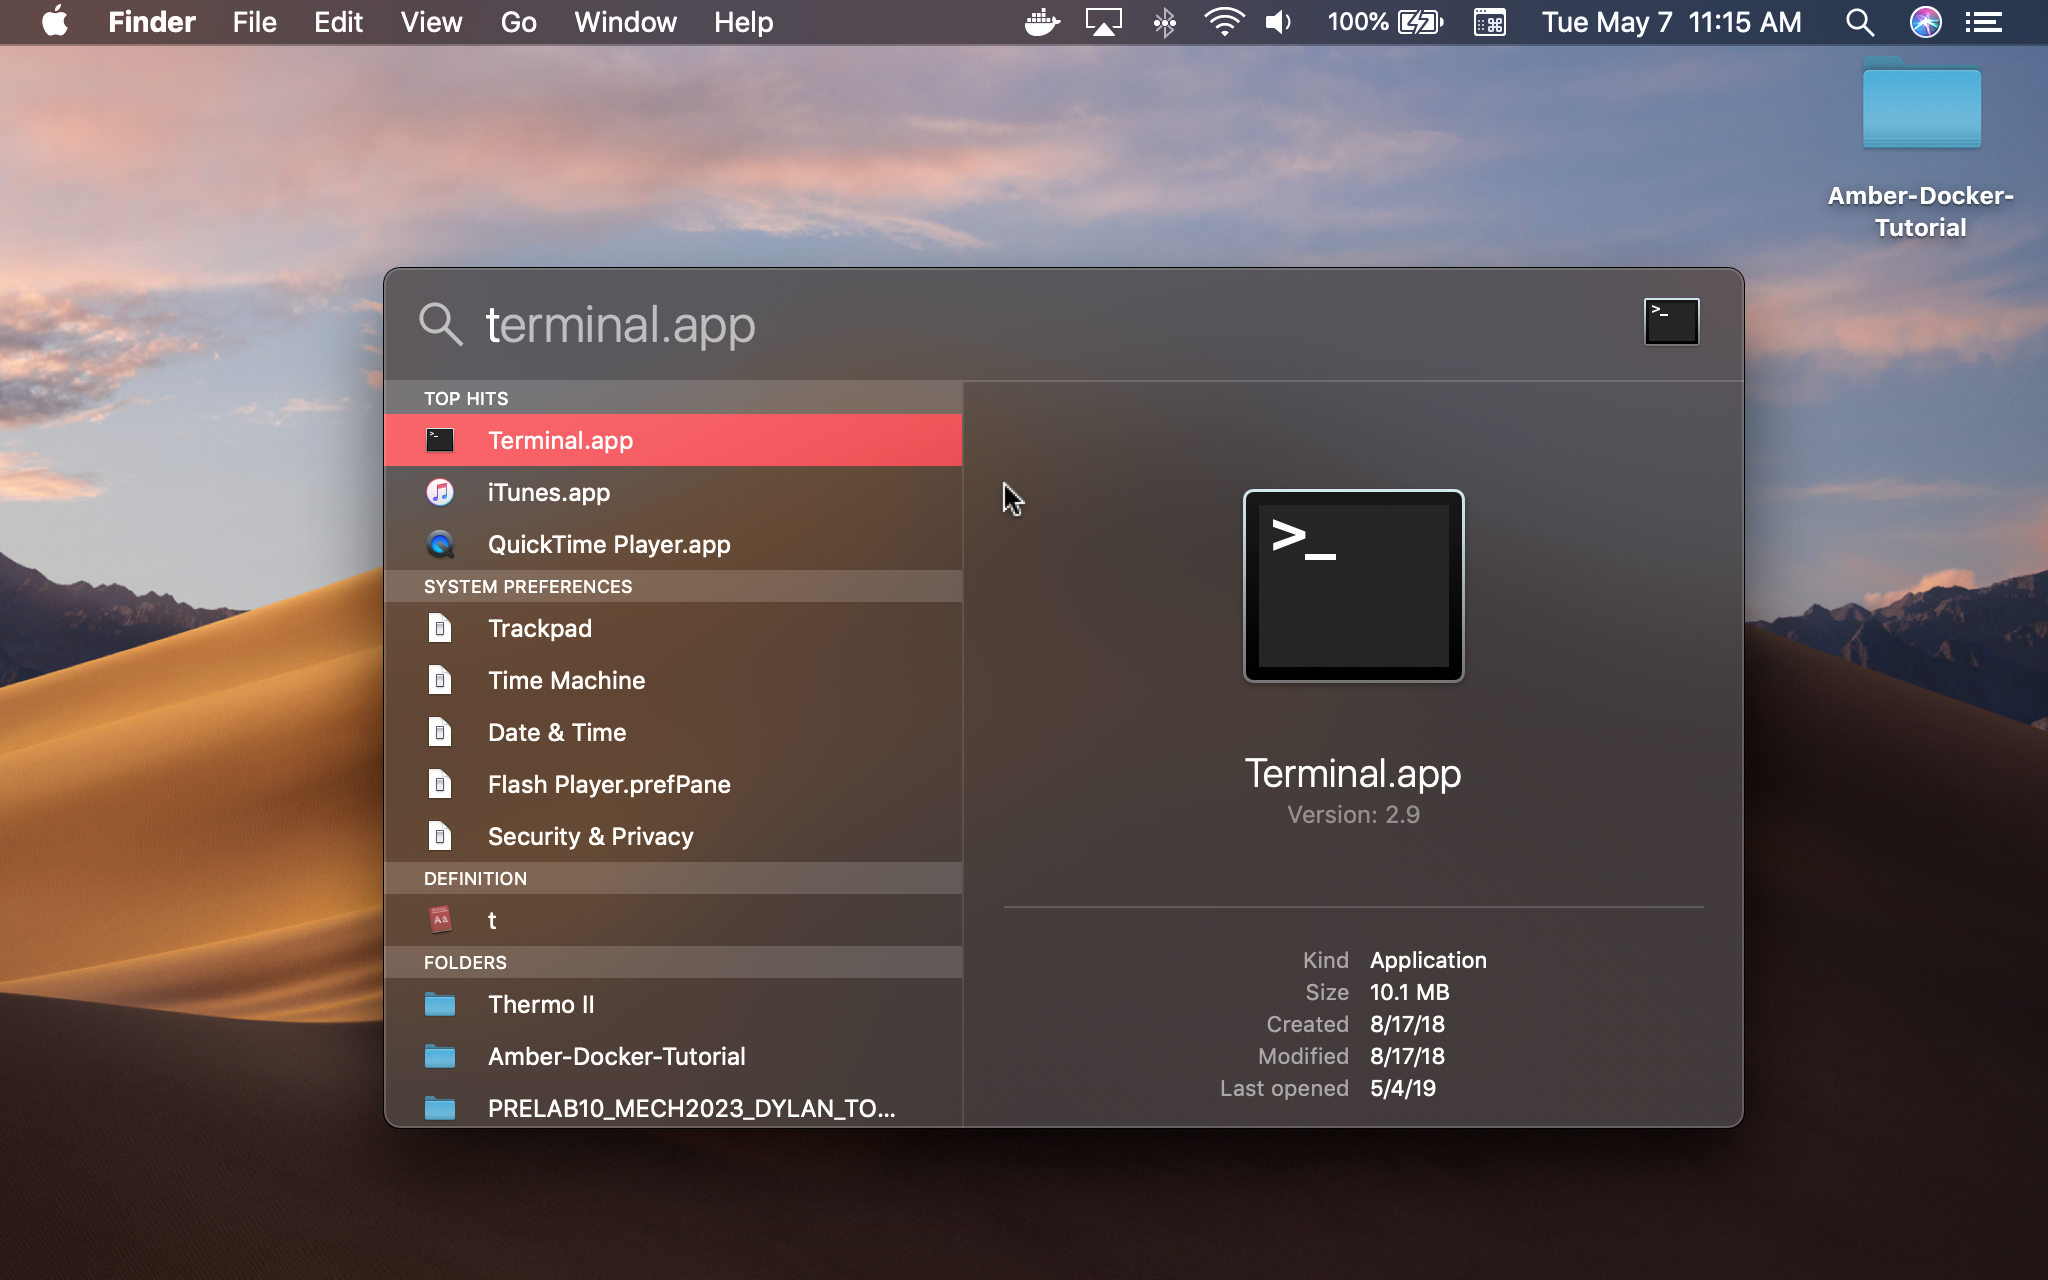 Finder File Edit View Go Window Help 100% Tue May 7 11:15 AM
Amber-Docker-
Tutorial
terminal.app
TOP HITS
Terminal.app
iTunes.app
QuickTime Player.app
SYSTEM PREFERENCES
Trackpad
Time Machine
Date & Time
Flash Player.prefPane
Security & Privacy
DEFINITION
t
FOLDERS
Thermo II
Amber-Docker-Tutorial
PRELAB10_MECH2023_DYLAN_TO...
>_
Terminal.app
Version: 2.9
Kind Application
Size 10.1 MB
Created 8/17/18
Modified 8/17/18
Last opened 5/4/19